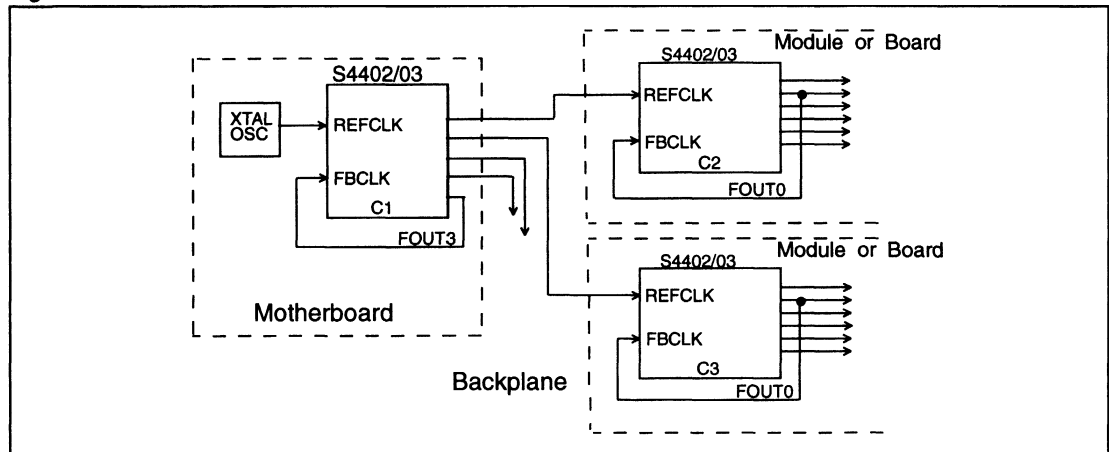 XTAL
OSC
S4402/03
REFCLK
FBCLK
C1
FOUT3
Motherboard
Backplane
Module or Board
S4402/03
REFCLK
FBCLK
C2
FOUT0
Module or Board
S4402/03
REFCLK
FBCLK
C3
FOUT0